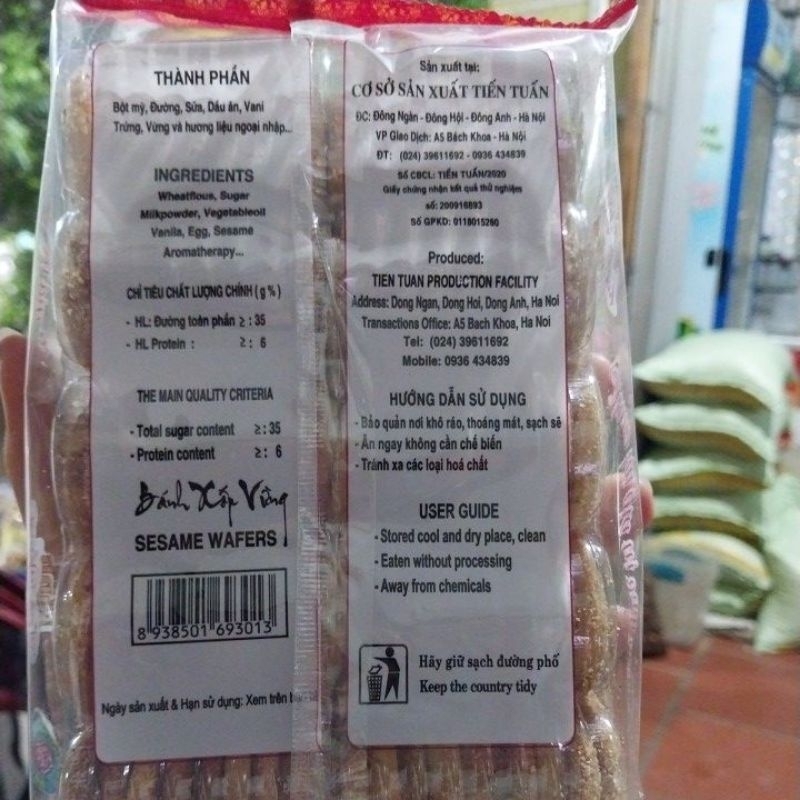 THÀNH PHẦN
Bột mỳ, Đường, Sữa, Dầu ăn, Vani
Trứng, Vừng và hương liệu ngoại nhập...
INGREDIENTS
Wheatflous, Sugar
Milkpowder, Vegetableoil
Vanila, Egg, Sesame
Aromatherapy...
CHỈ TIÊU CHẤT LƯỢNG CHÍNH ( g % )
- HL: Đường toàn phần ≥ : 35
- HL Protein : ≥ : 6
THE MAIN QUALITY CRITERIA
- Total sugar content ≥ : 35
- Protein content ≥ : 6
Bánh Xốp Vừng
SESAME WAFERS
8 938501 693013
Ngày sản xuất & Hạn sử dụng: Xem trên
Sản xuất tại:
CƠ SỞ SẢN XUẤT TIẾN TUẤN
ĐC: Đông Ngàn - Đông Hội - Đông Anh - Hà Nội
VP Giao Dịch: A5 Bách Khoa - Hà Nội
ĐT: (024) 39611692 - 0936 434839
Số CBCL: TIẾN TUẤN/2020
Giấy chứng nhận kết quả thử nghiệm
số: 200916893
Số GPKD: 0118015260
Produced:
TIEN TUAN PRODUCTION FACILITY
Address: Dong Ngan, Dong Hoi, Dong Anh, Ha Noi
Transactions Office: A5 Bach Khoa, Ha Noi
Tel: (024) 39611692
Mobile: 0936 434839
HƯỚNG DẪN SỬ DỤNG
- Bảo quản nơi khô ráo, thoáng mát, sạch sẽ
- Ăn ngay không cần chế biến
- Tránh xa các loại hoá chất
USER GUIDE
- Stored cool and dry place, clean
- Eaten without processing
- Away from chemicals
Hãy giữ sạch đường phố
Keep the country tidy